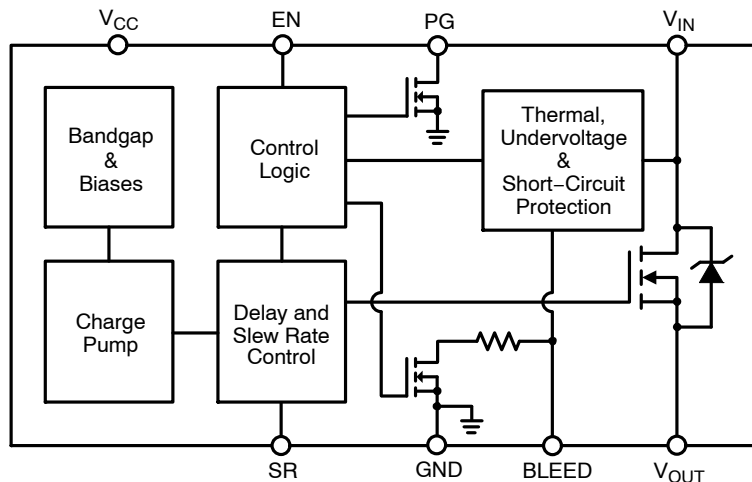 VCC
EN
PG
VIN
Bandgap
&
Biases
Control
Logic
Thermal,
Undervoltage
&
Short−Circuit
Protection
Charge
Pump
Delay and
Slew Rate
Control
SR
GND
BLEED
VOUT